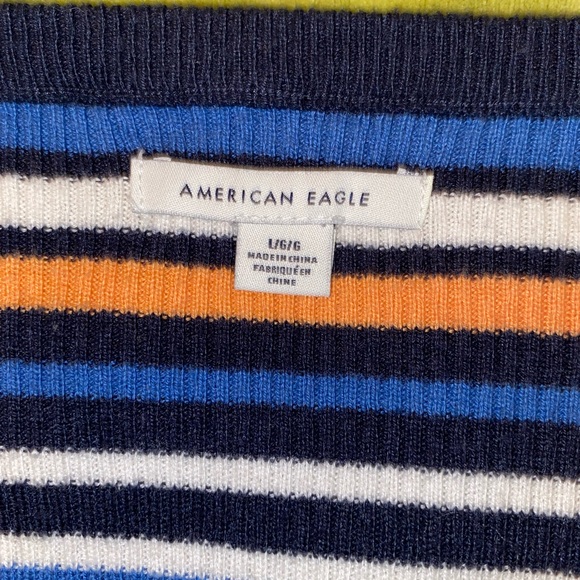 AMERICAN EAGLE
L/G/G
MADE IN CHINA
FABRIQUÉ EN
CHINE